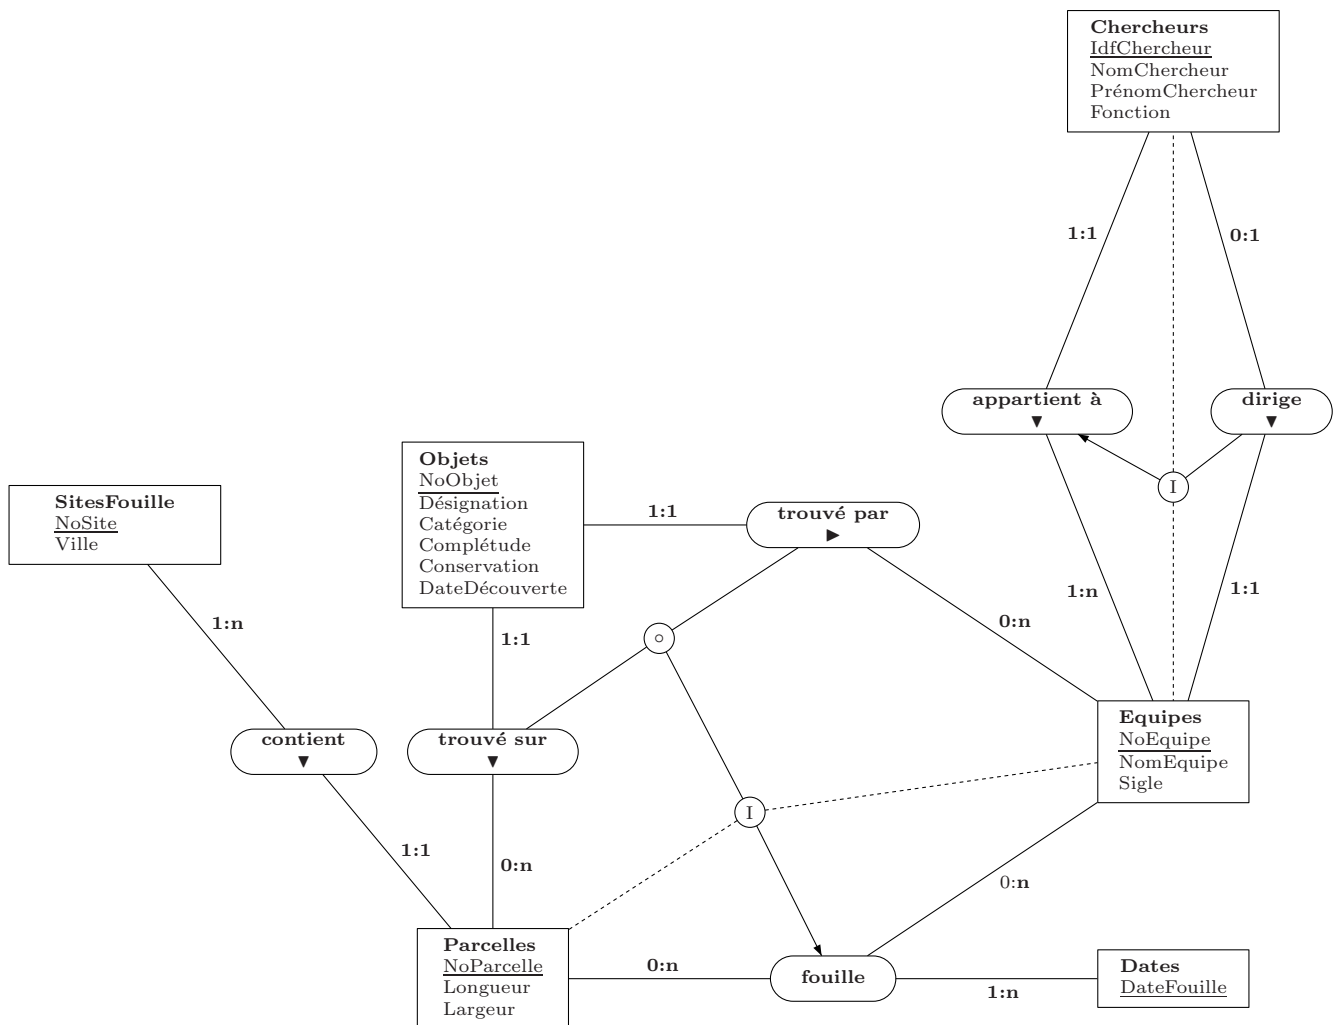 Chercheurs
IdfChercheur
NomChercheur
PrénomChercheur
Fonction
1:1
0:1
appartient à
dirige
I
1:n
1:1
Objets
NoObjet
Désignation
Catégorie
Complétude
Conservation
DateDécouverte
SitesFouille
NoSite
Ville
1:1
trouvé par
0:n
1:n
1:1
contient
trouvé sur
Equipes
NoEquipe
NomEquipe
Sigle
I
1:1
0:n
0:n
Parcelles
NoParcelle
Longueur
Largeur
0:n
fouille
1:n
Dates
DateFouille